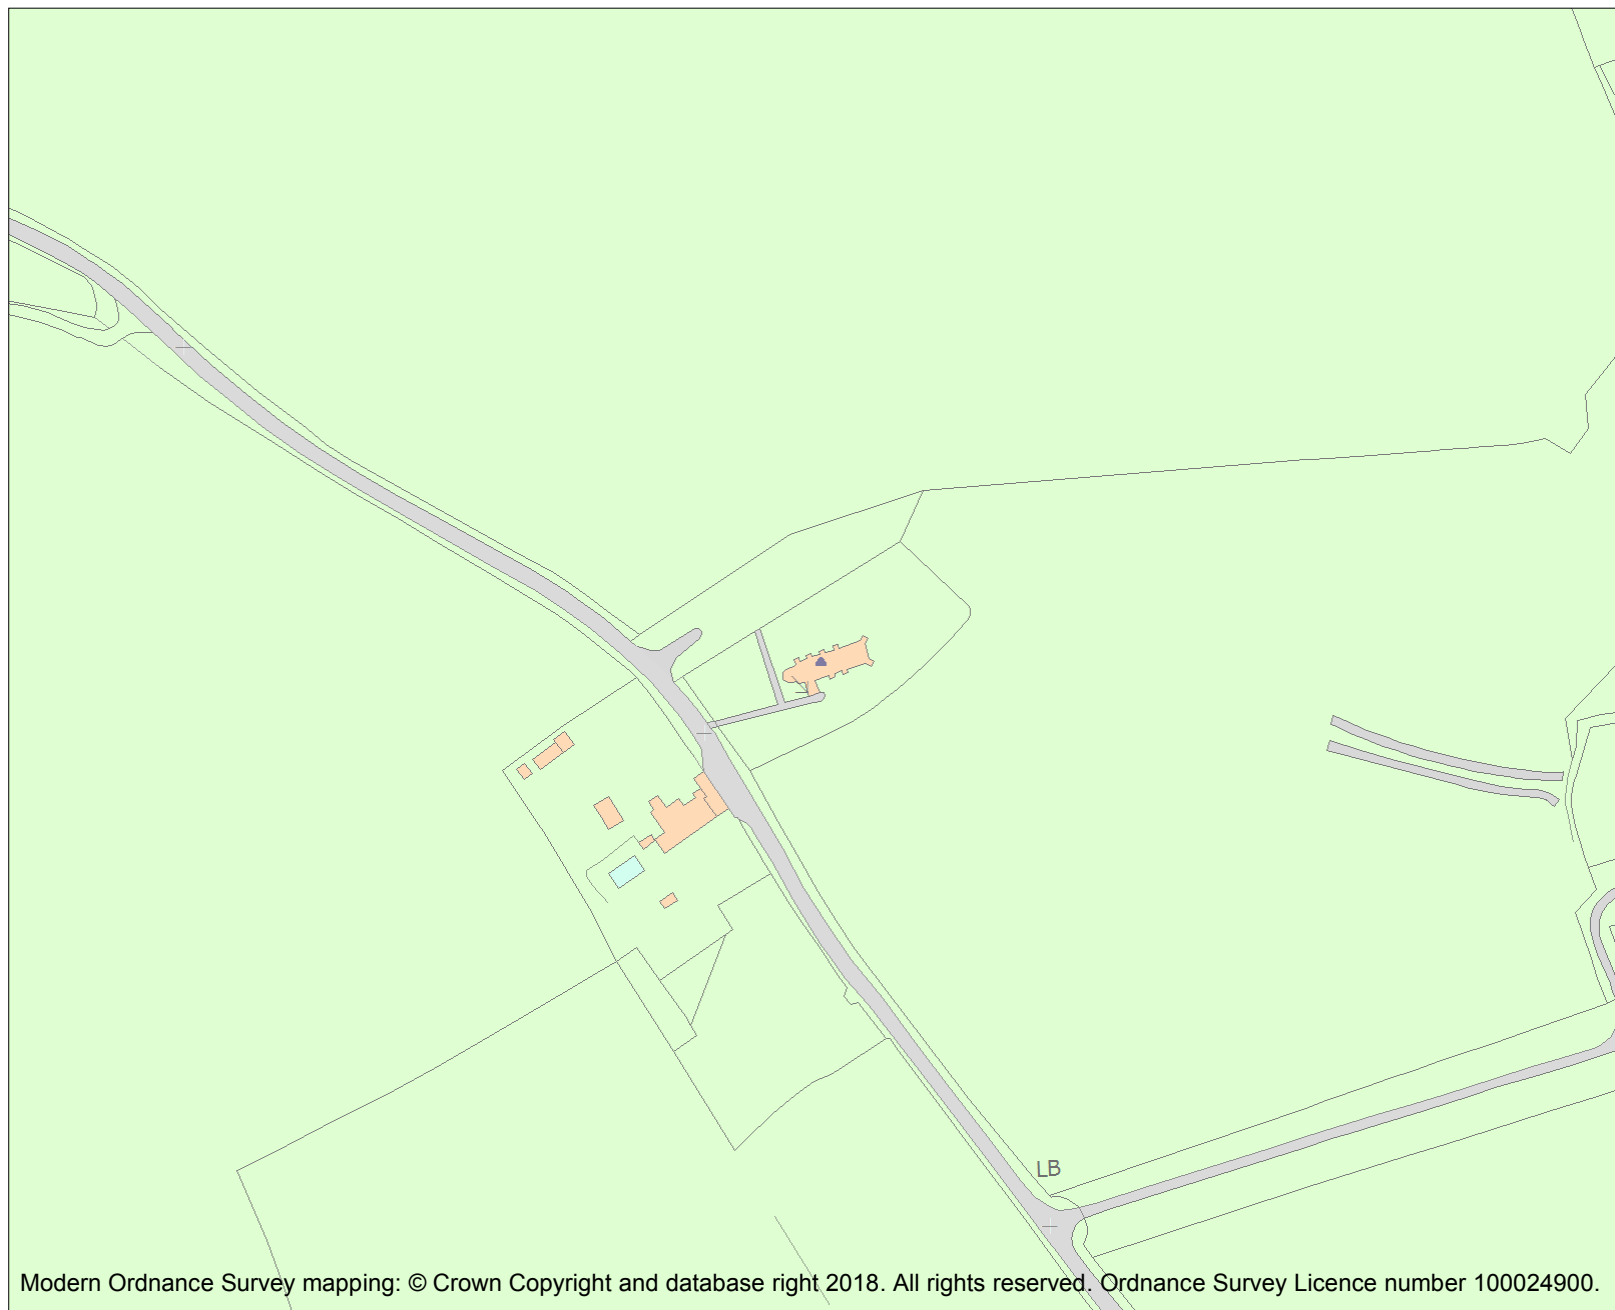 LB
Modern Ordnance Survey mapping: © Crown Copyright and database right 2018. All rights reserved. Ordnance Survey Licence number 100024900.